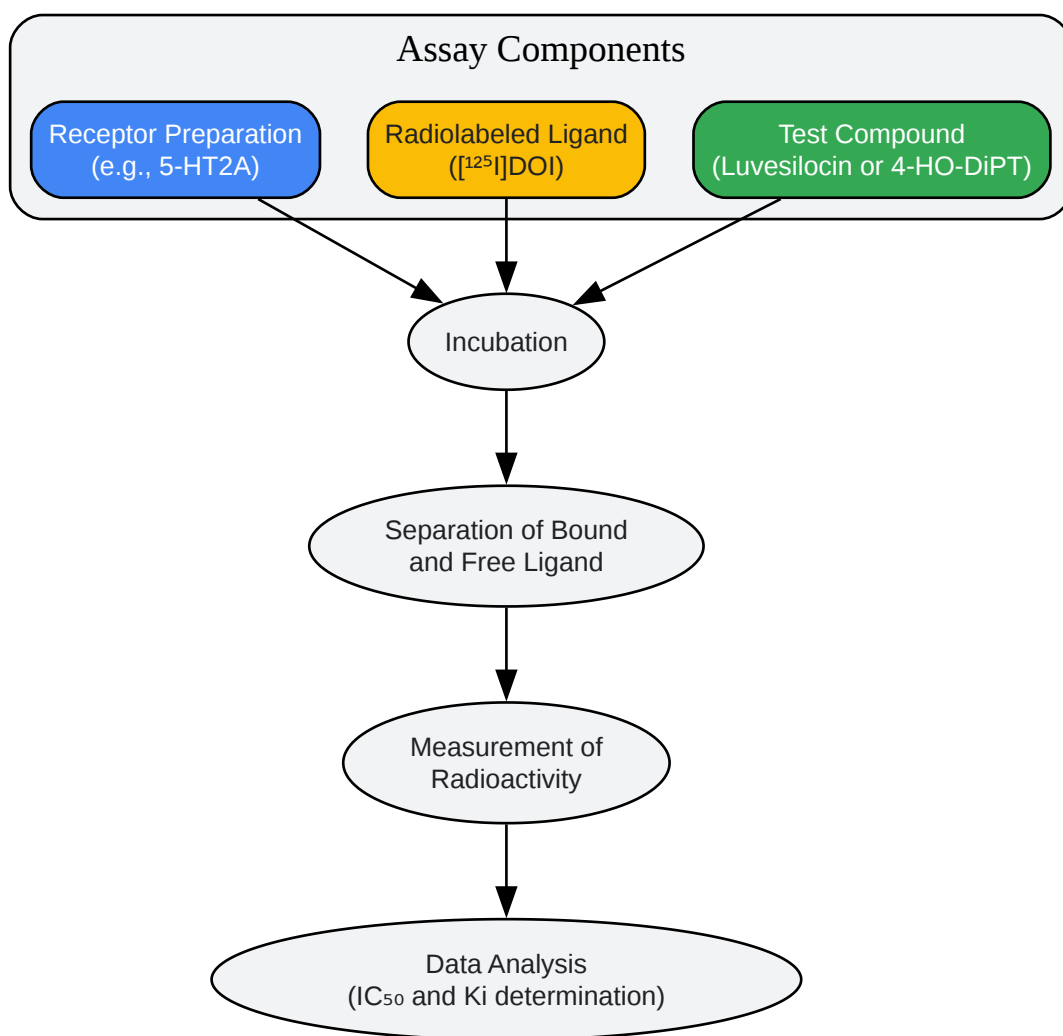 Assay Components
Receptor Preparation
(e.g., 5-HT2A)
Radiolabeled Ligand
([¹²⁵I]DOI)
Test Compound
(Luvesilocin or 4-HO-DiPT)
Incubation
Separation of Bound
and Free Ligand
Measurement of
Radioactivity
Data Analysis
(IC₅₀ and Ki determination)